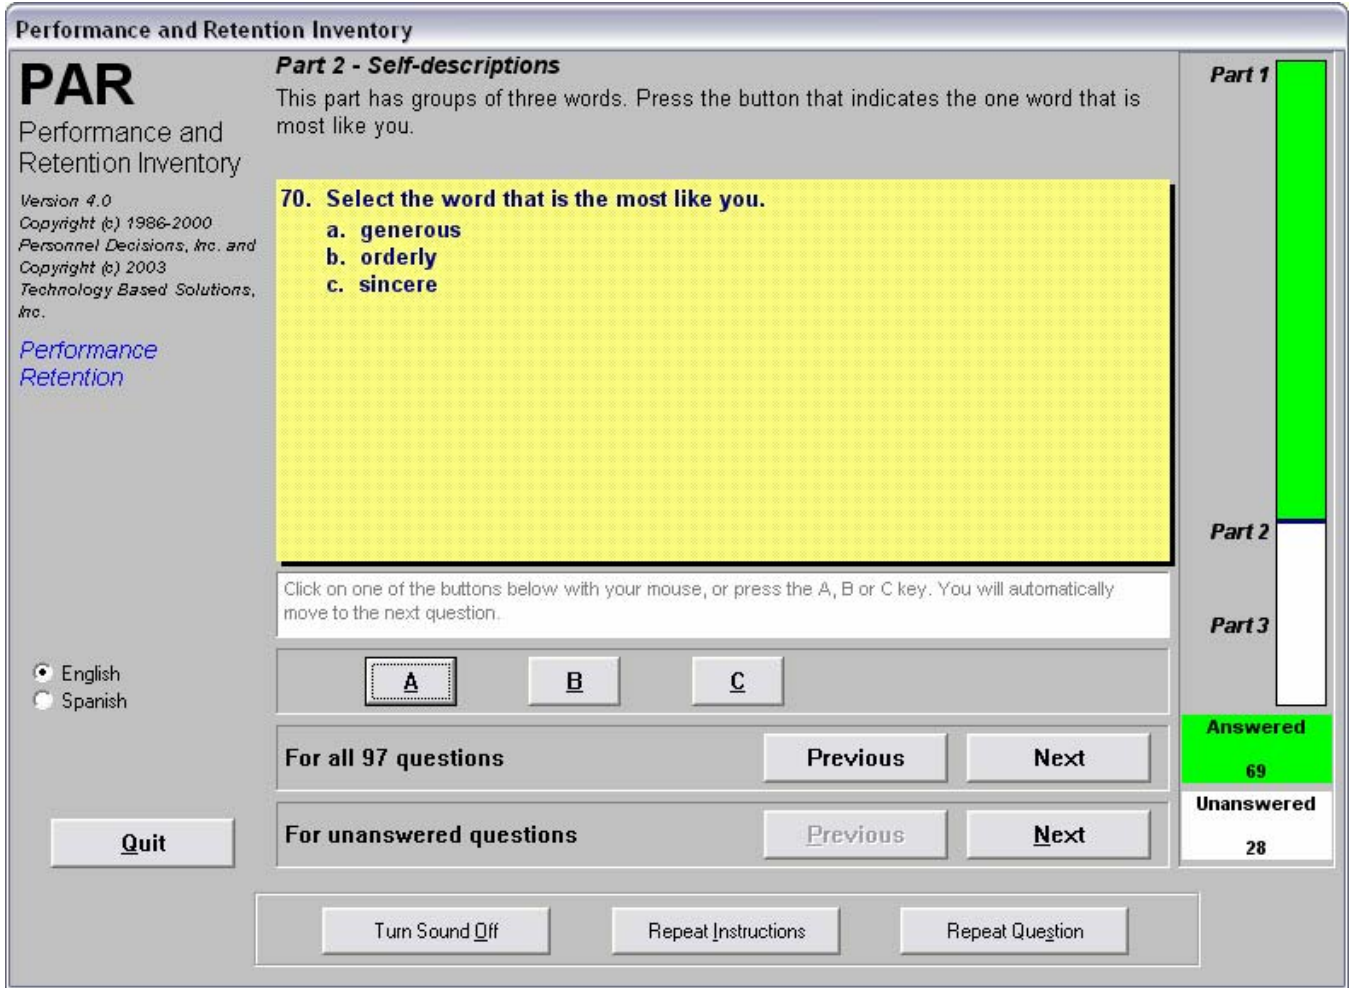 Performance and Retention Inventory
PAR
Performance and
Retention Inventory
Version 4.0
Copyright (c) 1986-2000
Personnel Decisions, Inc. and
Copyright (c) 2003
Technology Based Solutions,
Inc.
Performance
Retention
English
Spanish
Quit
Part 2 - Self-descriptions
This part has groups of three words. Press the button that indicates the one word that is
most like you.
70. Select the word that is the most like you.
a. generous
b. orderly
c. sincere
Click on one of the buttons below with your mouse, or press the A, B or C key. You will automatically
move to the next question.
A B C
For all 97 questions Previous Next
For unanswered questions Previous Next
Turn Sound Off Repeat Instructions Repeat Question
Part 1
Part 2
Part 3
Answered
69
Unanswered
28